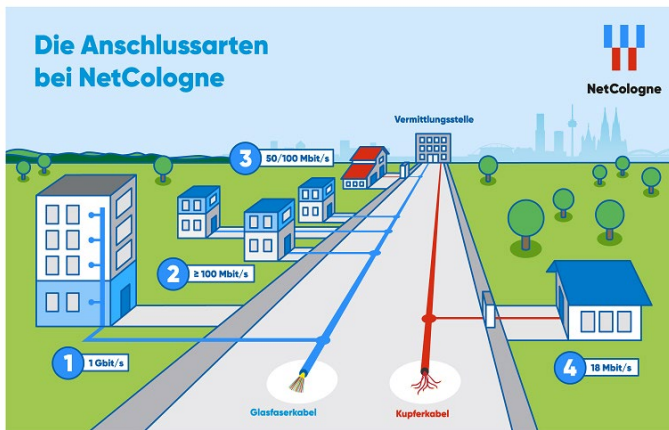 Die Anschlussarten
bei NetCologne
NetCologne
Vermittlungsstelle
3 50/100 Mbit/s
2 ≥ 100 Mbit/s
1 1 Gbit/s
4 18 Mbit/s
Glasfaserkabel
Kupferkabel